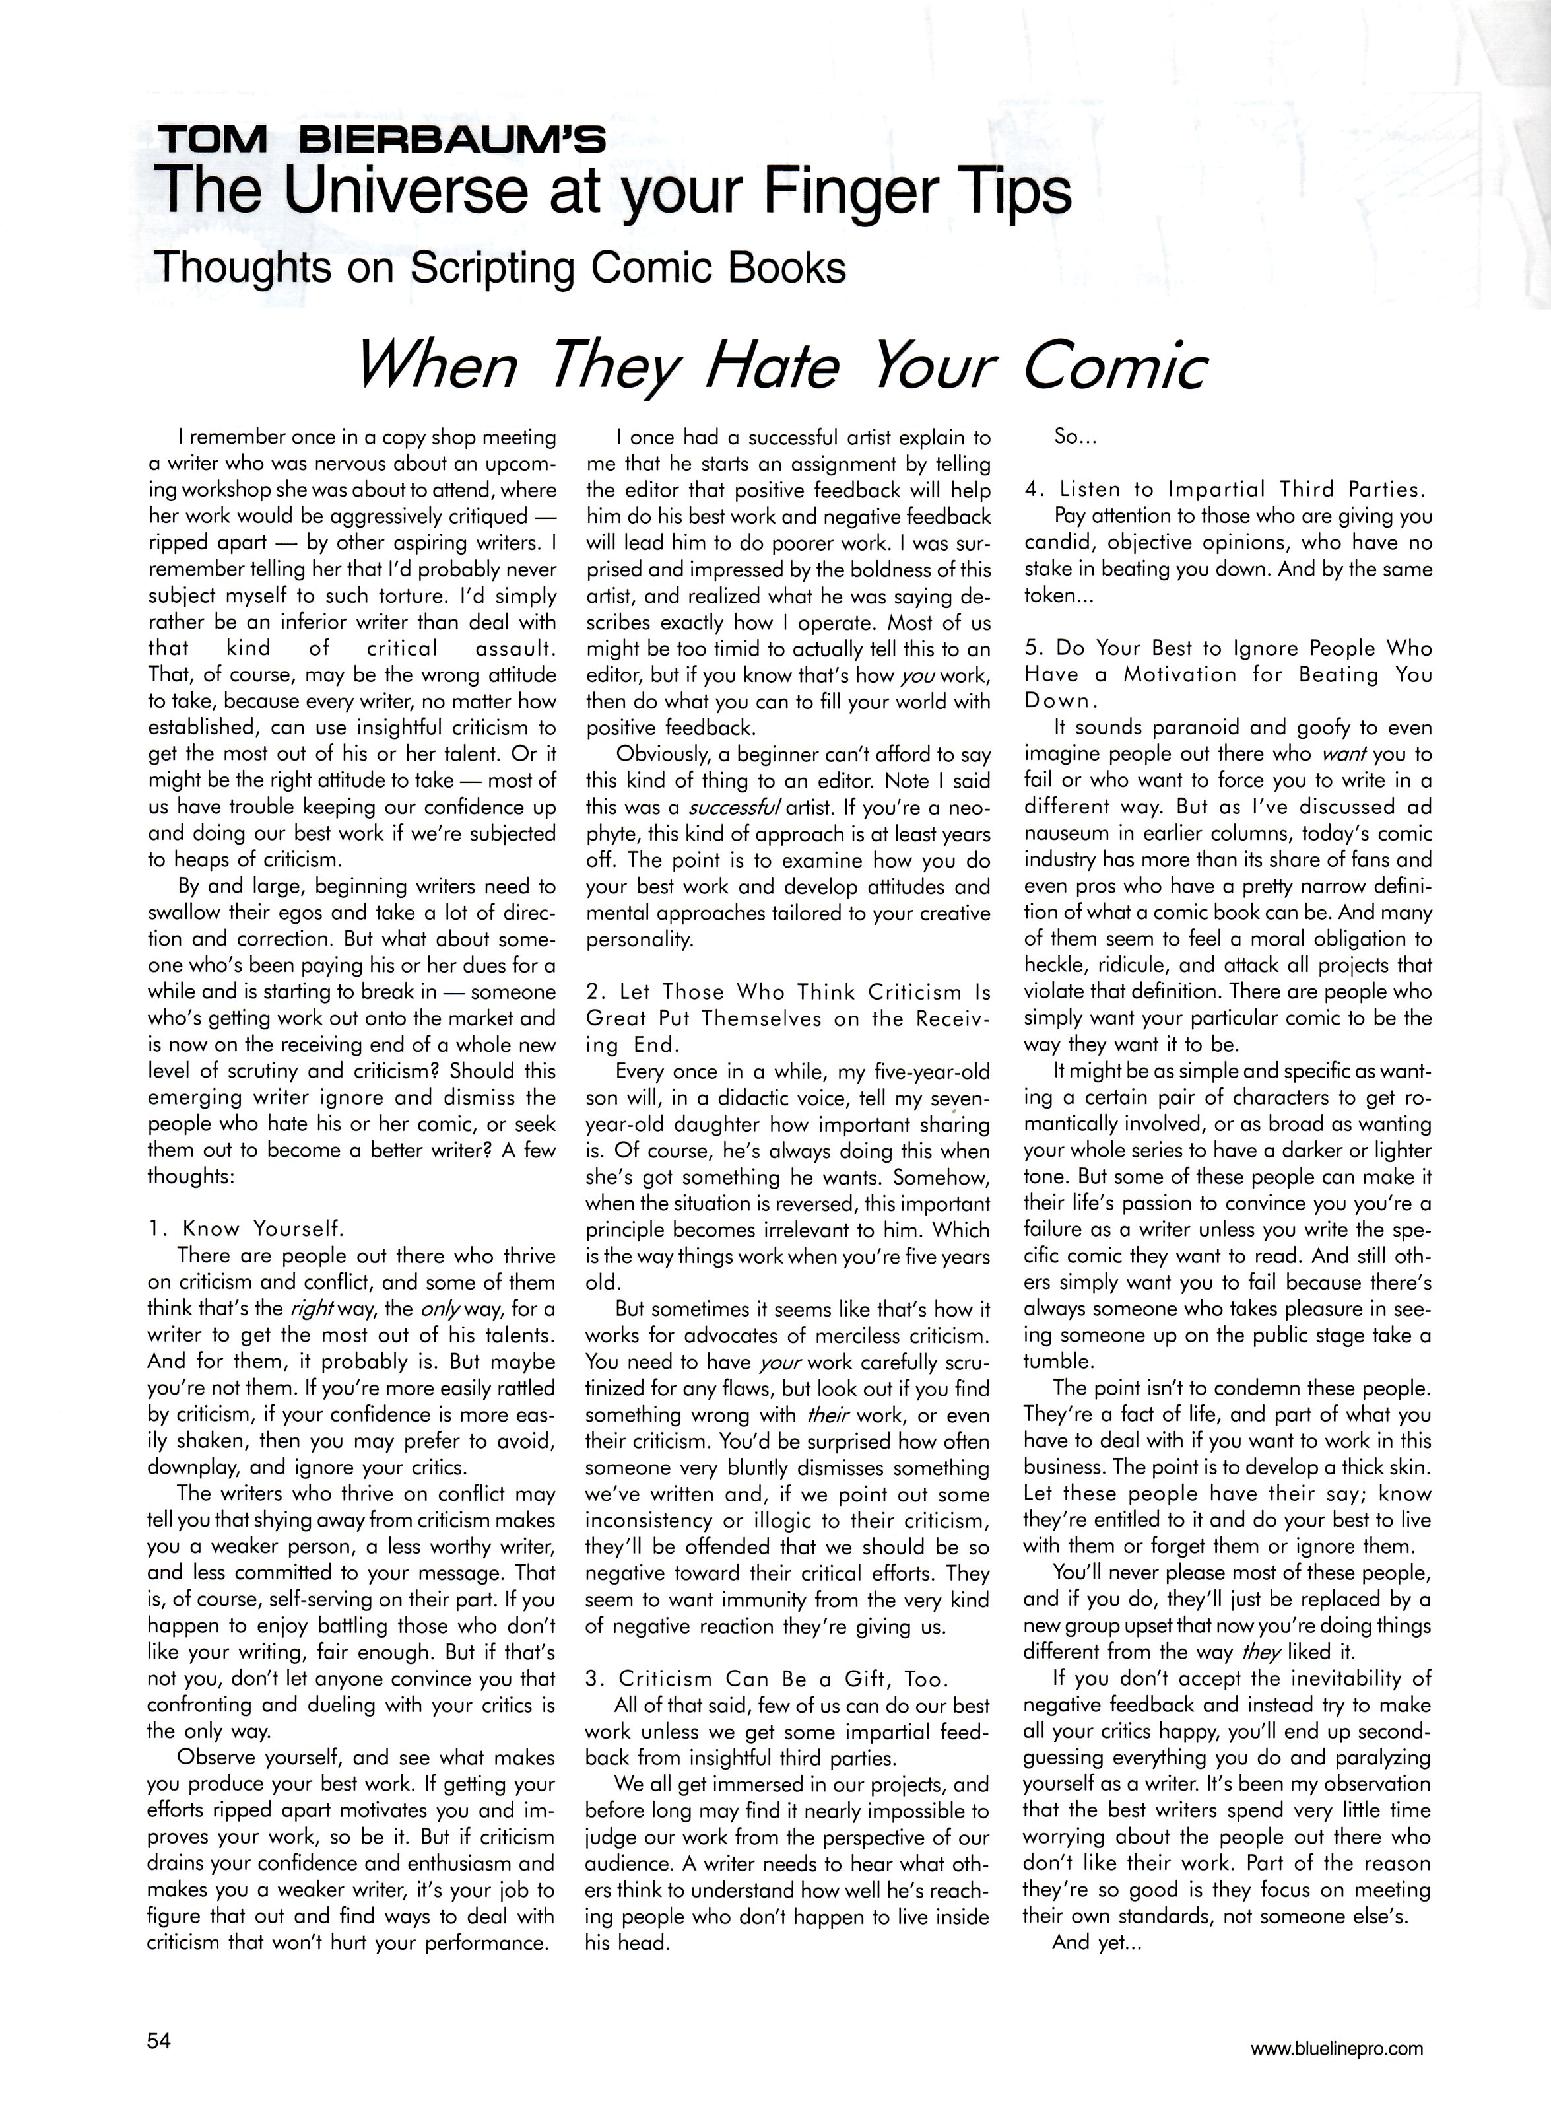 TOM BIERBAUM'S
The Universe at your Finger Tips
Thoughts on Scripting Comic Books
When They Hate Your Comic
I remember once in a copy shop meeting
a writer who was nervous about an upcom-
ing workshop she was about to attend, where
her work would be aggressively critiqued —
ripped apart — by other aspiring writers. I
remember telling her that I'd probably never
subject myself to such torture. I'd simply
rather be an inferior writer than deal with
that kind of critical assault.
That, of course, may be the wrong attitude
to take, because every writer, no matter how
established, can use insightful criticism to
get the most out of his or her talent. Or it
might be the right attitude to take — most of
us have trouble keeping our confidence up
and doing our best work if we're subjected
to heaps of criticism.
By and large, beginning writers need to
swallow their egos and take a lot of direc-
tion and correction. But what about some-
one who's been paying his or her dues for a
while and is starting to break in — someone
who's getting work out onto the market and
is now on the receiving end of a whole new
level of scrutiny and criticism? Should this
emerging writer ignore and dismiss the
people who hate his or her comic, or seek
them out to become a better writer? A few
thoughts:
1. Know Yourself.
There are people out there who thrive
on criticism and conflict, and some of them
think that's the right way, the only way, for a
writer to get the most out of his talents.
And for them, it probably is. But maybe
you're not them. If you're more easily rattled
by criticism, if your confidence is more eas-
ily shaken, then you may prefer to avoid,
downplay, and ignore your critics.
The writers who thrive on conflict may
tell you that shying away from criticism makes
you a weaker person, a less worthy writer,
and less committed to your message. That
is, of course, self-serving on their part. If you
happen to enjoy battling those who don't
like your writing, fair enough. But if that's
not you, don't let anyone convince you that
confronting and dueling with your critics is
the only way.
Observe yourself, and see what makes
you produce your best work. If getting your
efforts ripped apart motivates you and im-
proves your work, so be it. But if criticism
drains your confidence and enthusiasm and
makes you a weaker writer, it's your job to
figure that out and find ways to deal with
criticism that won't hurt your performance.
I once had a successful artist explain to
me that he starts an assignment by telling
the editor that positive feedback will help
him do his best work and negative feedback
will lead him to do poorer work. I was sur-
prised and impressed by the boldness of this
artist, and realized what he was saying de-
scribes exactly how I operate. Most of us
might be too timid to actually tell this to an
editor, but if you know that's how you work,
then do what you can to fill your world with
positive feedback.
Obviously, a beginner can't afford to say
this kind of thing to an editor. Note I said
this was a successful artist. If you're a neo-
phyte, this kind of approach is at least years
off. The point is to examine how you do
your best work and develop attitudes and
mental approaches tailored to your creative
personality.
2. Let Those Who Think Criticism Is
Great Put Themselves on the Receiv-
ing End.
Every once in a while, my five-year-old
son will, in a didactic voice, tell my seven-
year-old daughter how important sharing
is. Of course, he's always doing this when
she's got something he wants. Somehow,
when the situation is reversed, this important
principle becomes irrelevant to him. Which
is the way things work when you're five years
old.
But sometimes it seems like that's how it
works for advocates of merciless criticism.
You need to have your work carefully scru-
tinized for any flaws, but look out if you find
something wrong with their work, or even
their criticism. You'd be surprised how often
someone very bluntly dismisses something
we've written and, if we point out some
inconsistency or illogic to their criticism,
they'll be offended that we should be so
negative toward their critical efforts. They
seem to want immunity from the very kind
of negative reaction they're giving us.
3. Criticism Can Be a Gift, Too.
All of that said, few of us can do our best
work unless we get some impartial feed-
back from insightful third parties.
We all get immersed in our projects, and
before long may find it nearly impossible to
judge our work from the perspective of our
audience. A writer needs to hear what oth-
ers think to understand how well he's reach-
ing people who don't happen to live inside
his head.
So...
4. Listen to Impartial Third Parties.
Pay attention to those who are giving you
candid, objective opinions, who have no
stake in beating you down. And by the same
token...
5. Do Your Best to Ignore People Who
Have a Motivation for Beating You
Down.
It sounds paranoid and goofy to even
imagine people out there who want you to
fail or who want to force you to write in a
different way. But as I've discussed ad
nauseum in earlier columns, today's comic
industry has more than its share of fans and
even pros who have a pretty narrow defini-
tion of what a comic book can be. And many
of them seem to feel a moral obligation to
heckle, ridicule, and attack all projects that
violate that definition. There are people who
simply want your particular comic to be the
way they want it to be.
It might be as simple and specific as want-
ing a certain pair of characters to get ro-
mantically involved, or as broad as wanting
your whole series to have a darker or lighter
tone. But some of these people can make it
their life's passion to convince you you're a
failure as a writer unless you write the spe-
cific comic they want to read. And still oth-
ers simply want you to fail because there's
always someone who takes pleasure in see-
ing someone up on the public stage take a
tumble.
The point isn't to condemn these people.
They're a fact of life, and part of what you
have to deal with if you want to work in this
business. The point is to develop a thick skin.
Let these people have their say; know
they're entitled to it and do your best to live
with them or forget them or ignore them.
You'll never please most of these people,
and if you do, they'll just be replaced by a
new group upset that now you're doing things
different from the way they liked it.
If you don't accept the inevitability of
negative feedback and instead try to make
all your critics happy, you'll end up second-
guessing everything you do and paralyzing
yourself as a writer. It's been my observation
that the best writers spend very little time
worrying about the people out there who
don't like their work. Part of the reason
they're so good is they focus on meeting
their own standards, not someone else's.
And yet...
54
www.bluelinepro.com